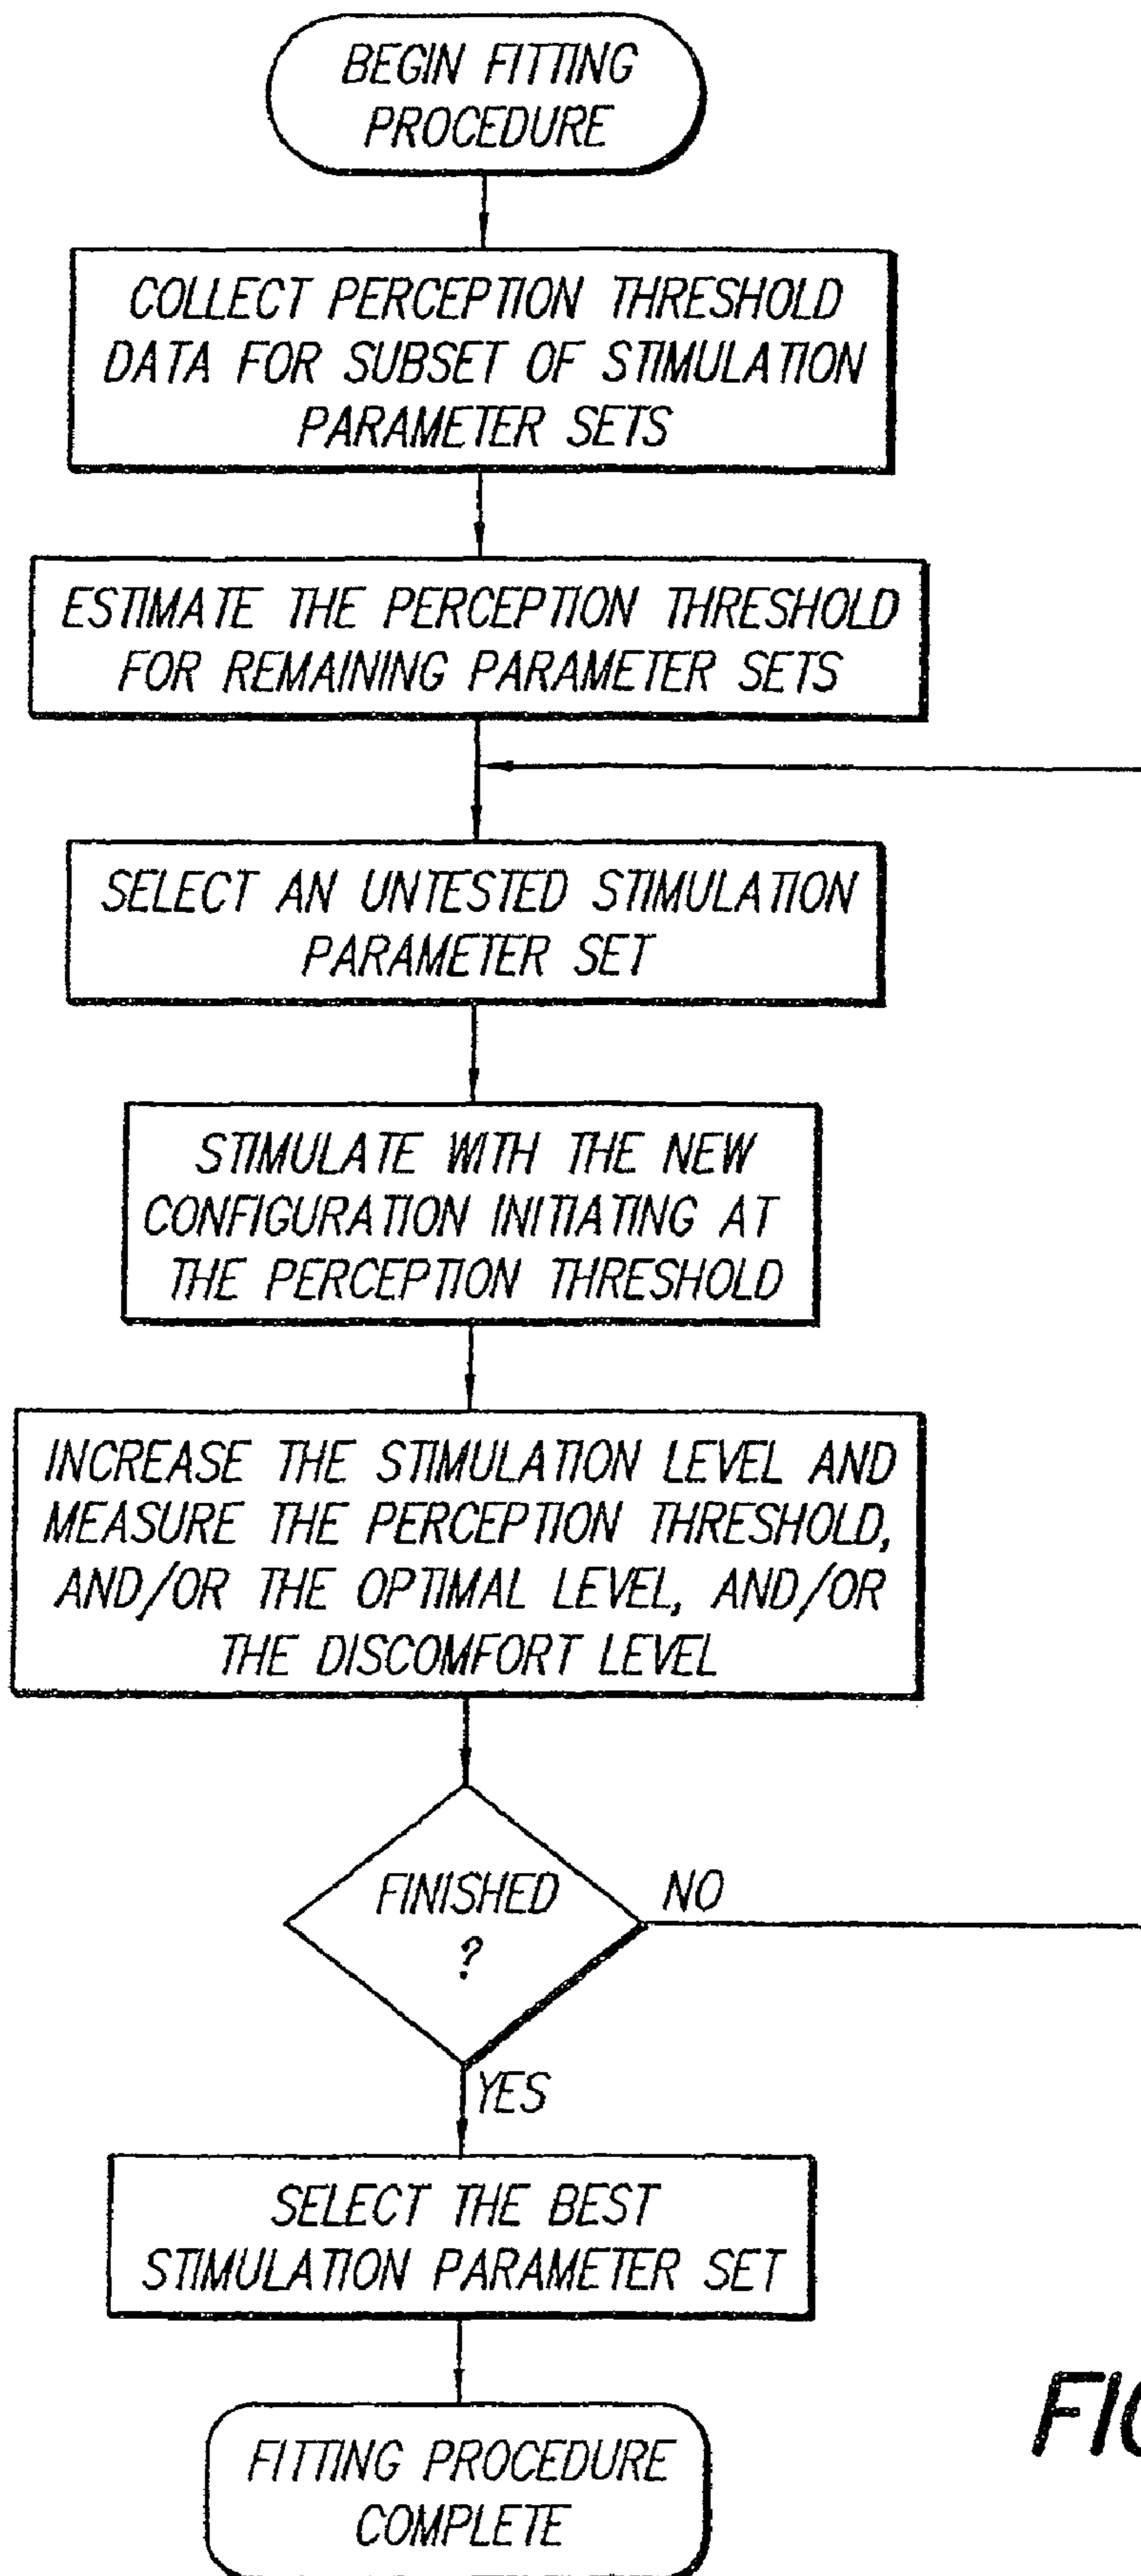 BEGIN FITTING
PROCEDURE
COLLECT PERCEPTION THRESHOLD
DATA FOR SUBSET OF STIMULATION
PARAMETER SETS
ESTIMATE THE PERCEPTION THRESHOLD
FOR REMAINING PARAMETER SETS
SELECT AN UNTESTED STIMULATION
PARAMETER SET
STIMULATE WITH THE NEW
CONFIGURATION INITIATING AT
THE PERCEPTION THRESHOLD
INCREASE THE STIMULATION LEVEL AND
MEASURE THE PERCEPTION THRESHOLD,
AND/OR THE OPTIMAL LEVEL, AND/OR
THE DISCOMFORT LEVEL
FINISHED
?
NO
YES
SELECT THE BEST
STIMULATION PARAMETER SET
FITTING PROCEDURE
COMPLETE